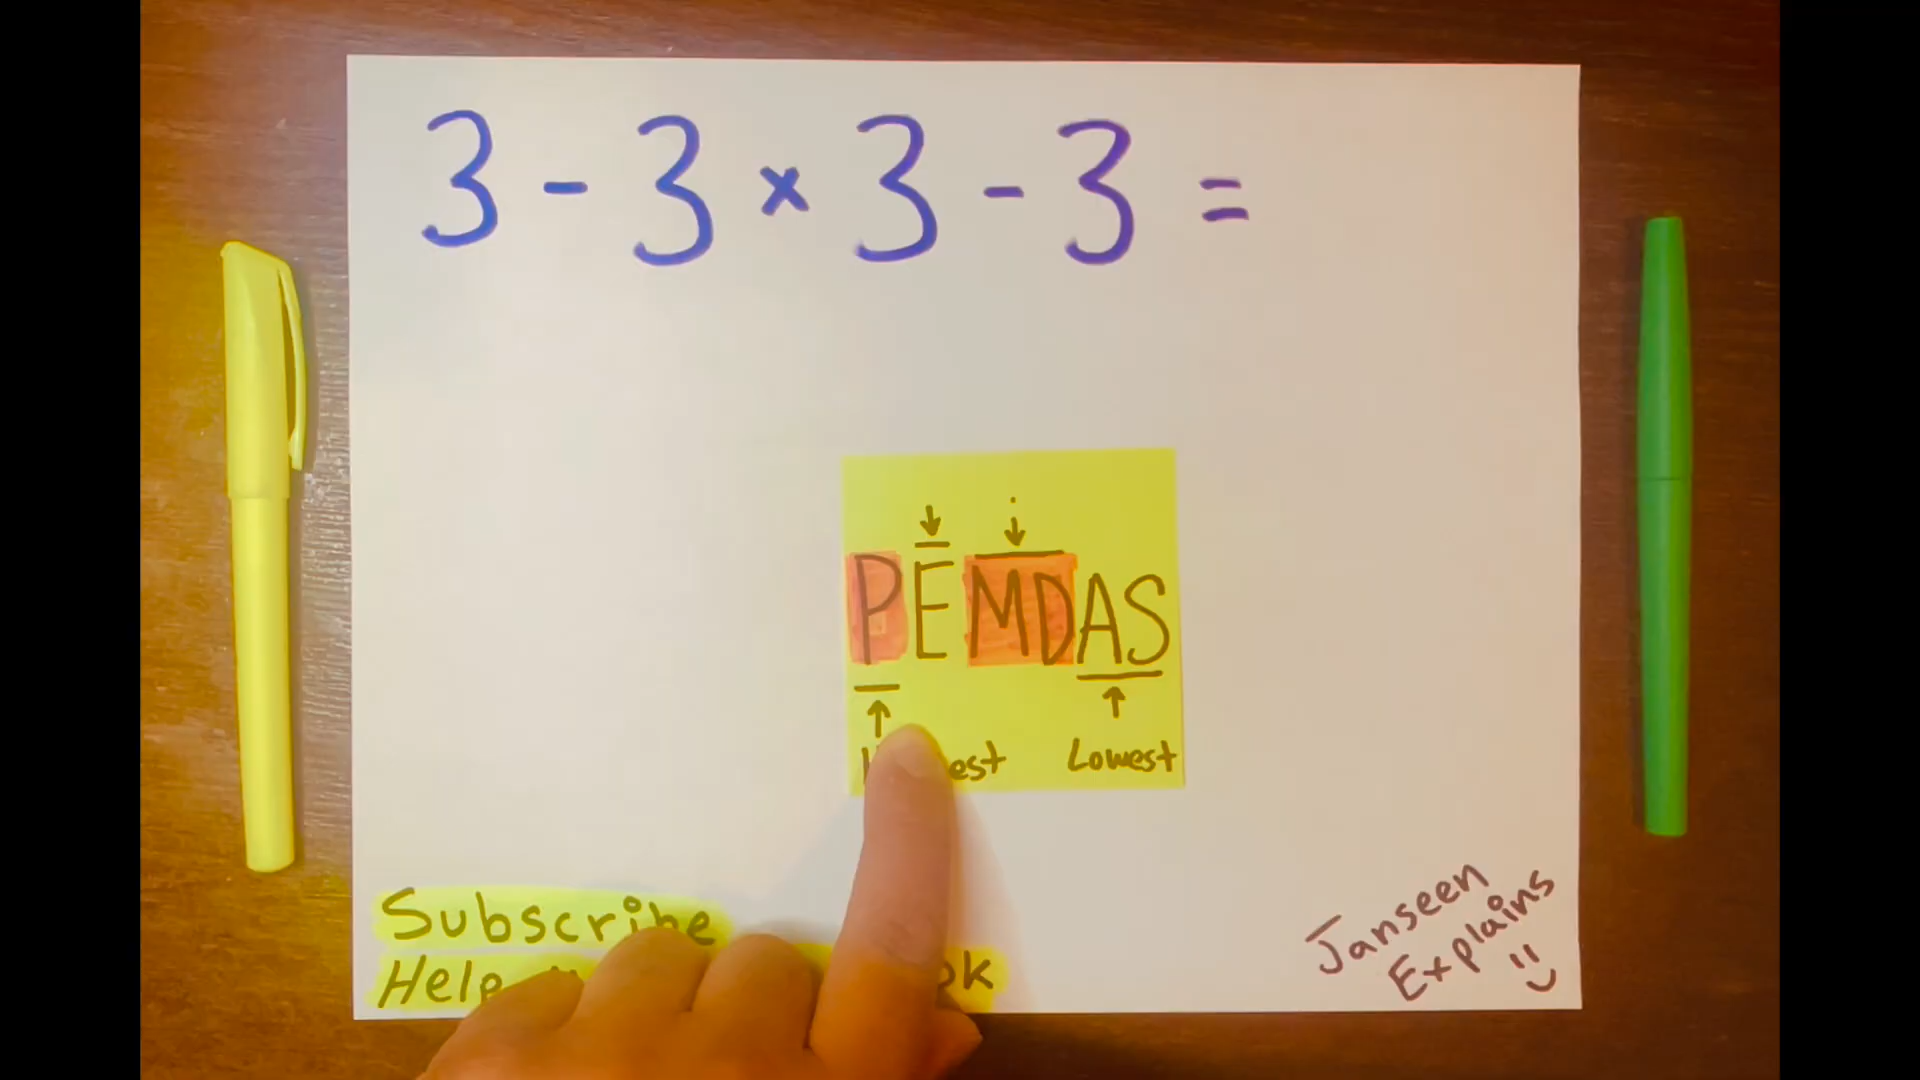 3 - 3 × 3 - 3 =
PEMDAS
Lowest
Subscribe
Janseen
Explains